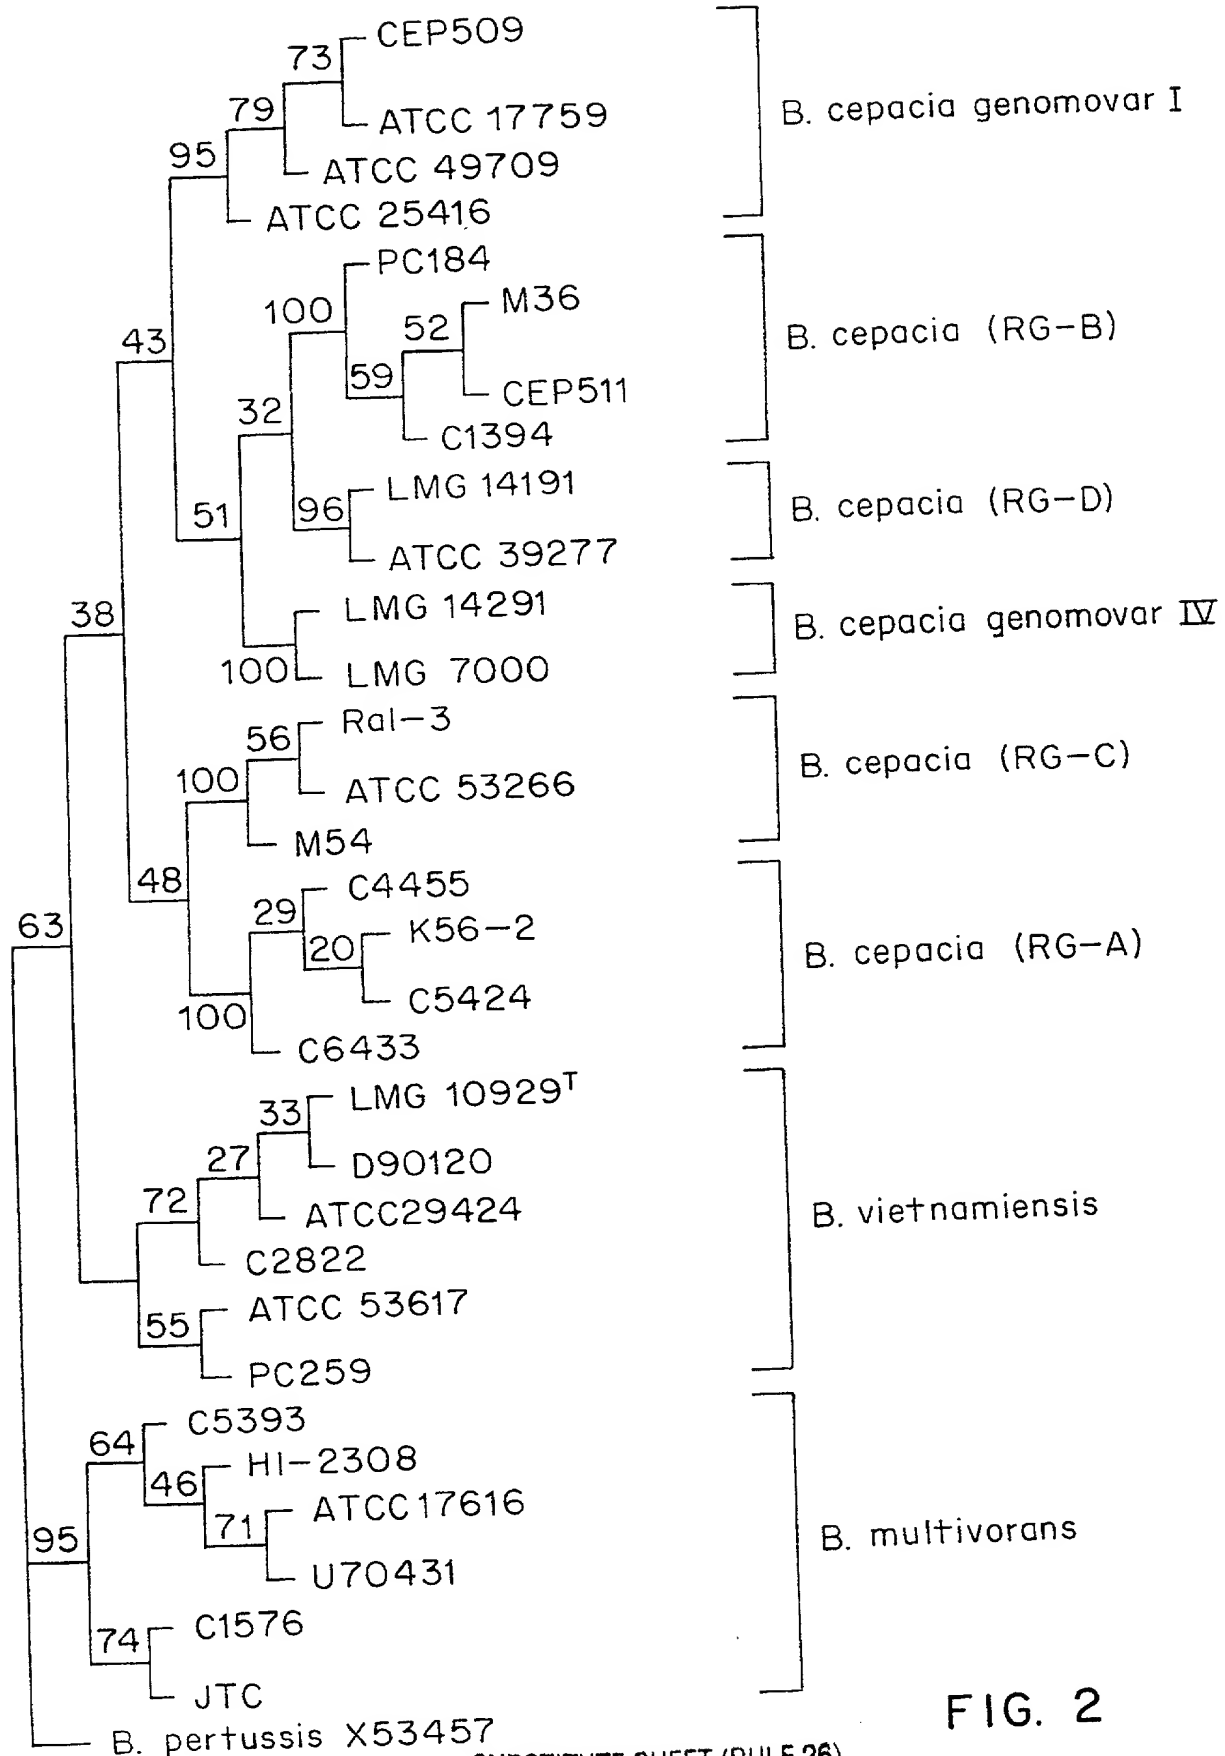 CEP509
73
79
ATCC 17759
B. cepacia genomovar I
95
ATCC 49709
ATCC 25416
PC184
100
M36
52
B. cepacia (RG-B)
43
59
CEP511
32
C1394
LMG 14191
96
B. cepacia (RG-D)
51
ATCC 39277
38
LMG 14291
B. cepacia genomovar IV
100
LMG 7000
Ral-3
56
100
ATCC 53266
B. cepacia (RG-C)
M54
48
C4455
29
63
K56-2
20
B. cepacia (RG-A)
C5424
100
C6433
LMG 10929T
33
D90120
27
72
ATCC29424
B. vietnamiensis
C2822
ATCC 53617
55
PC259
C5393
64
HI-2308
46
ATCC17616
71
95
B. multivorans
U70431
C1576
74
JTC
B. pertussis X53457
FIG. 2
SUBSTITUTE SHEET (RULE 26)